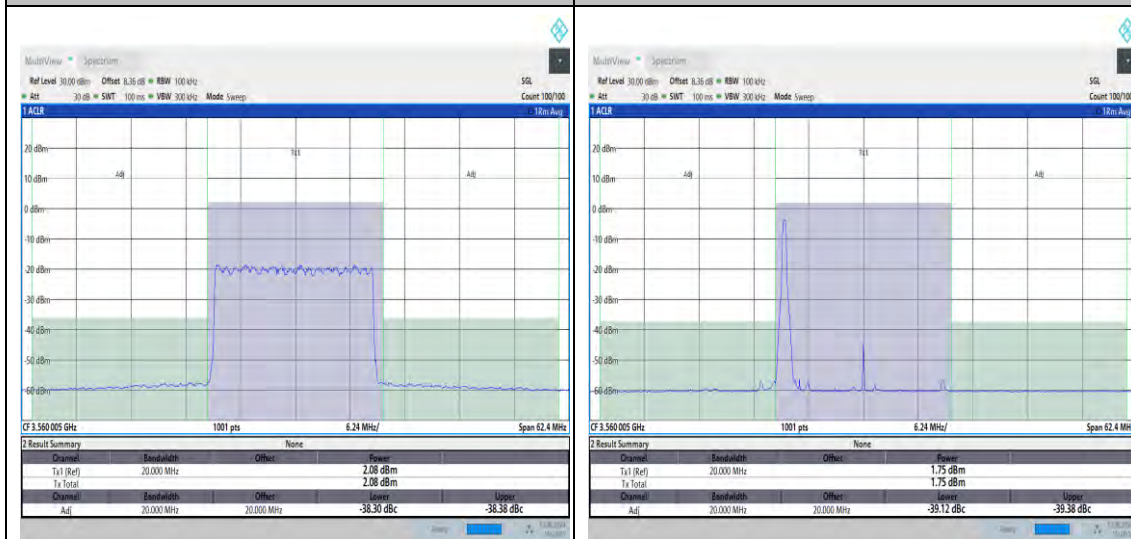 MultiView Spectrum
Ref Level 30.00 dBm Offset 8.36 dB RBW 100 kHz SGL
Att 30 dB SWT 100 ms VBW 300 kHz Mode Sweep Count 100/100
1 ACLR 1Rm Avg
20 dBm
Tx1
Adj Adj
10 dBm
0 dBm
-10 dBm
-20 dBm
-30 dBm
-40 dBm
-50 dBm
-60 dBm
CF 3.560 005 GHz 1001 pts 6.24 MHz/ Span 62.4 MHz
2 Result Summary None
Channel Bandwidth Offset Power
Tx1 (Ref) 20.000 MHz 2.08 dBm
Tx Total 2.08 dBm
Channel Bandwidth Offset Lower Upper
Adj 20.000 MHz 20.000 MHz -38.30 dBc -38.38 dBc
MultiView Spectrum
Ref Level 30.00 dBm Offset 8.36 dB RBW 100 kHz SGL
Att 30 dB SWT 100 ms VBW 300 kHz Mode Sweep Count 100/100
1 ACLR 1Rm Avg
20 dBm
Tx1
Adj Adj
10 dBm
0 dBm
-10 dBm
-20 dBm
-30 dBm
-40 dBm
-50 dBm
-60 dBm
CF 3.560 005 GHz 1001 pts 6.24 MHz/ Span 62.4 MHz
2 Result Summary None
Channel Bandwidth Offset Power
Tx1 (Ref) 20.000 MHz 1.75 dBm
Tx Total 1.75 dBm
Channel Bandwidth Offset Lower Upper
Adj 20.000 MHz 20.000 MHz -39.12 dBc -39.38 dBc